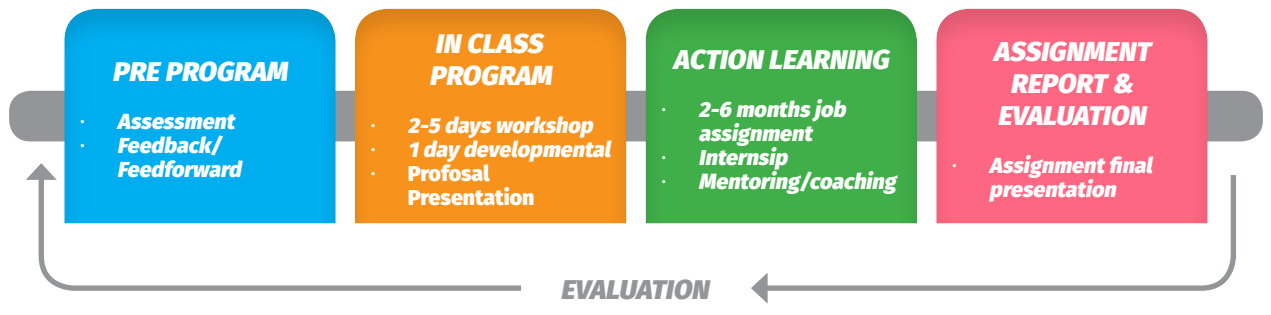 PRE PROGRAM
· Assessment
· Feedback/
Feedforward
IN CLASS
PROGRAM
· 2-5 days workshop
· 1 day developmental
· Profosal
Presentation
ACTION LEARNING
· 2-6 months job
assignment
· Internsip
· Mentoring/coaching
ASSIGNMENT
REPORT &
EVALUATION
· Assignment final
presentation
EVALUATION